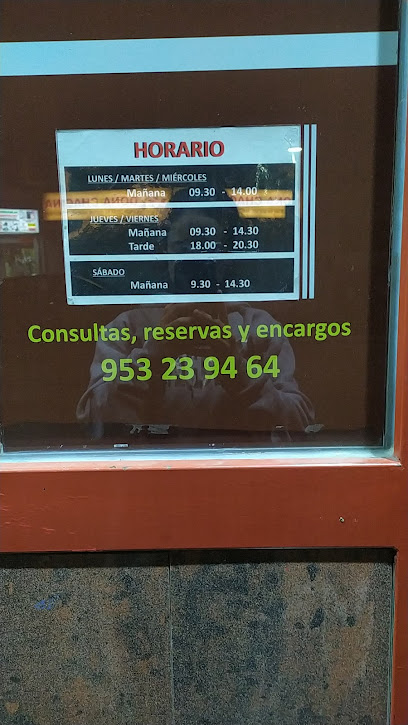 HORARIO
LUNES / MARTES / MIÉRCOLES
Mañana 09.30 - 14.00
JUEVES / VIERNES
Mañana 09.30 - 14.30
Tarde 18.00 - 20.30
SÁBADO
Mañana 9.30 - 14.30
Consultas, reservas y encargos
953 23 94 64